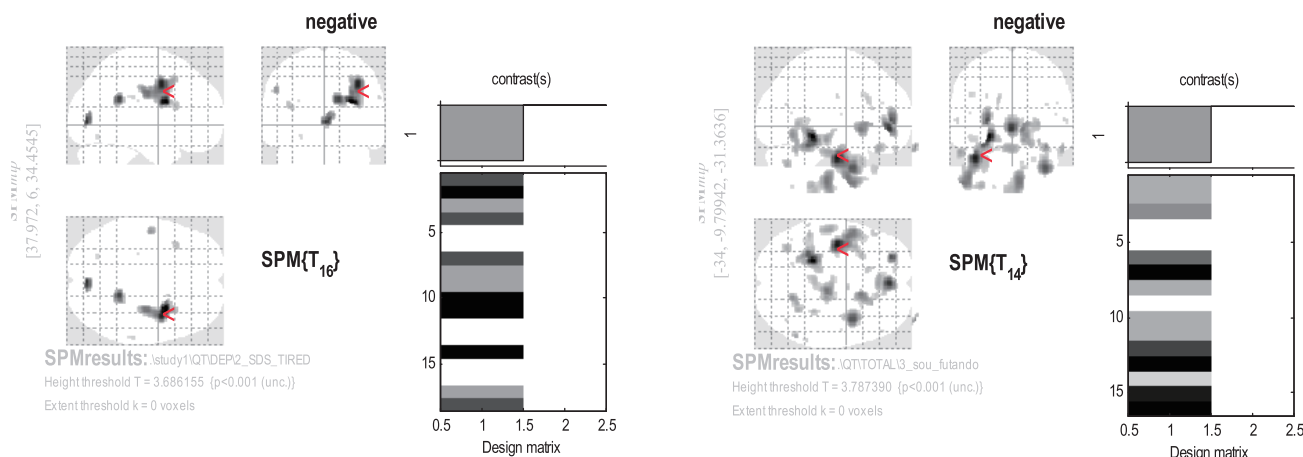 negative
contrast(s)
1
SPMmip
[37.972, 6, 34.4545]
SPM{T16}
5
10
15
0.5 1 1.5 2 2.5
Design matrix
SPMresults: .\study1\QT\DEP\2_SDS_TIRED
Height threshold T = 3.686155 {p<0.001 (unc.)}
Extent threshold k = 0 voxels
negative
contrast(s)
1
SPMmip
[-34, -9.79942, -31.3636]
SPM{T14}
5
10
15
0.5 1 1.5 2 2.5
Design matrix
SPMresults: .\QT\TOTAL\3_sou_futando
Height threshold T = 3.787390 {p<0.001 (unc.)}
Extent threshold k = 0 voxels